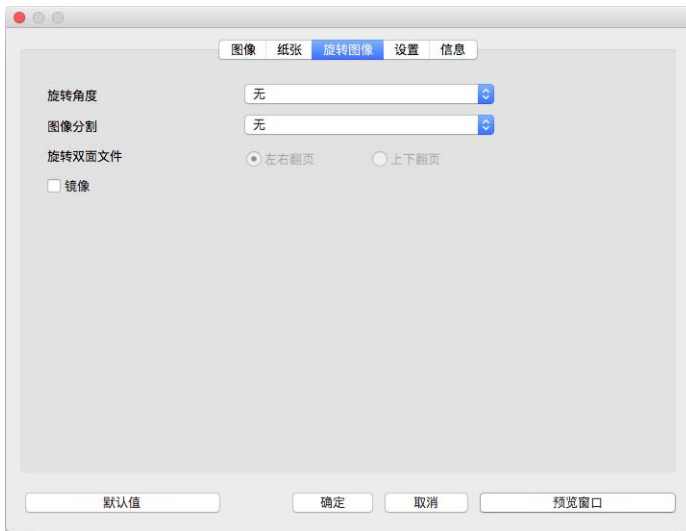 图像 纸张 旋转图像 设置 信息
旋转角度 无
图像分割 无
旋转双面文件 左右翻页 上下翻页
镜像
默认值 确定 取消 预览窗口